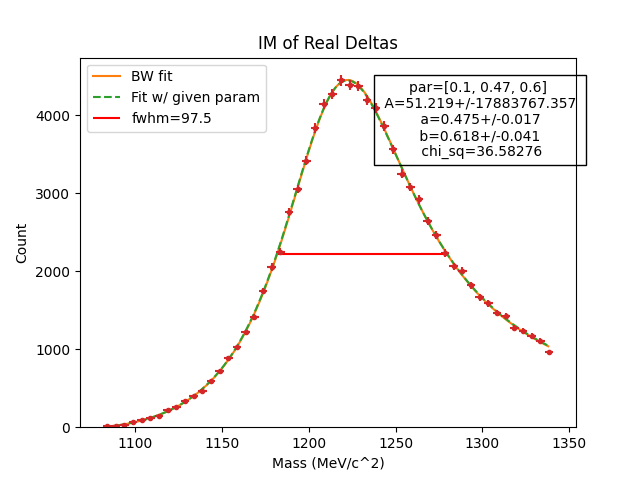 IM of Real Deltas
BW fit
Fit w/ given param
fwhm=97.5
par=[0.1, 0.47, 0.6]
A=51.219+/-17883767.357
a=0.475+/-0.017
b=0.618+/-0.041
chi_sq=36.58276
Count
4000
3000
2000
1000
0
1100
1150
1200
1250
1300
1350
Mass (MeV/c^2)